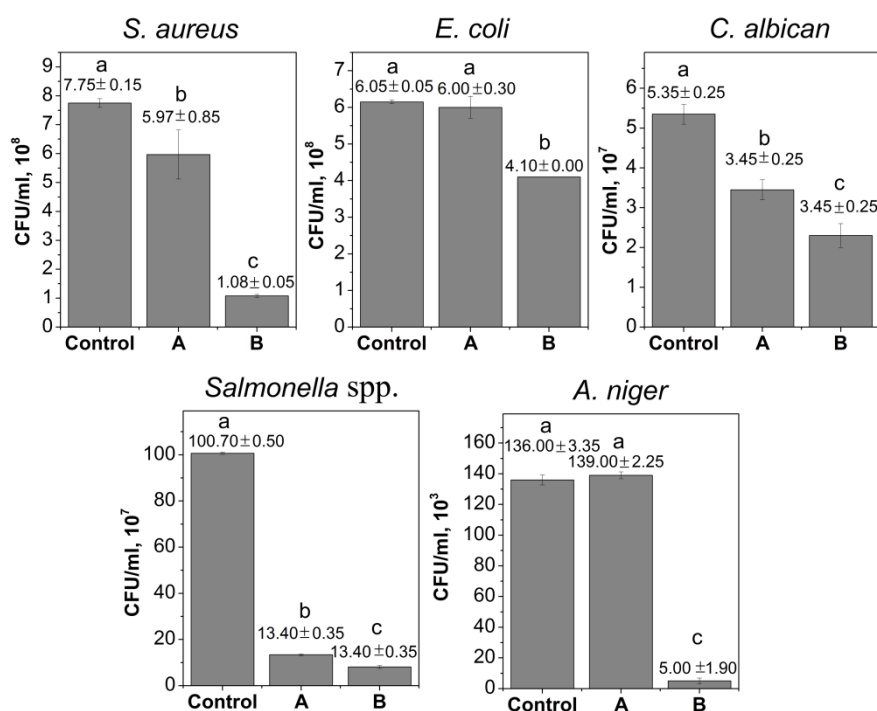 S. aureus
CFU/ml, 10⁸
9
8
7
6
5
4
3
2
1
0
a
7.75±0.15
b
5.97±0.85
c
1.08±0.05
Control A B
E. coli
CFU/ml, 10⁸
7
6
5
4
3
2
1
0
a
6.05±0.05
a
6.00±0.30
b
4.10±0.00
Control A B
C. albican
CFU/ml, 10⁷
6
5
4
3
2
1
0
a
5.35±0.25
b
3.45±0.25
c
3.45±0.25
Control A B
Salmonella spp.
CFU/ml, 10⁷
100
80
60
40
20
0
a
100.70±0.50
b
13.40±0.35
c
13.40±0.35
Control A B
A. niger
CFU/ml, 10³
160
140
120
100
80
60
40
20
0
a
136.00±3.35
a
139.00±2.25
c
5.00±1.90
Control A B